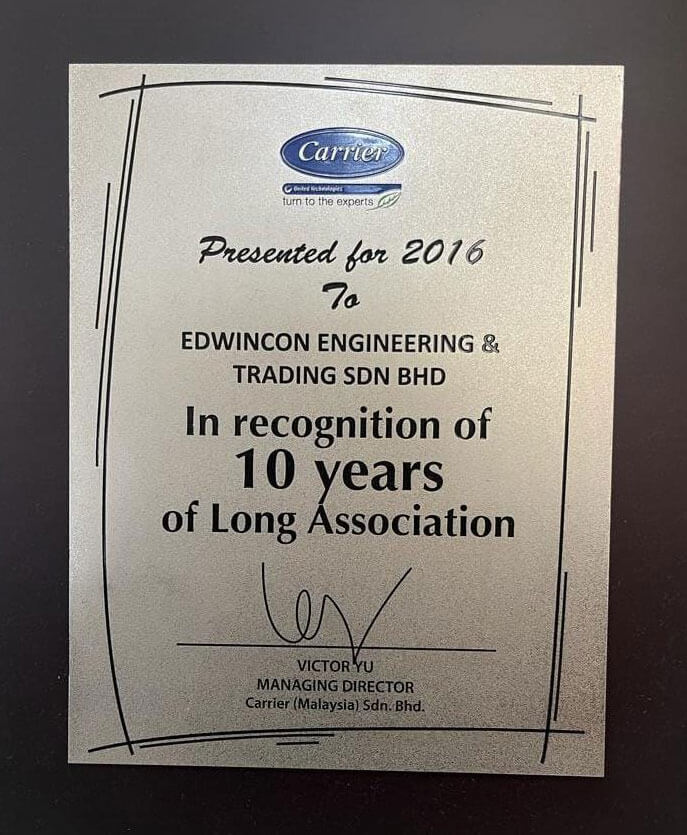 Carrier
United Technologies
turn to the experts
Presented for 2016
To
EDWINCON ENGINEERING &
TRADING SDN BHD
In recognition of
10 years
of Long Association
VICTOR YU
MANAGING DIRECTOR
Carrier (Malaysia) Sdn. Bhd.